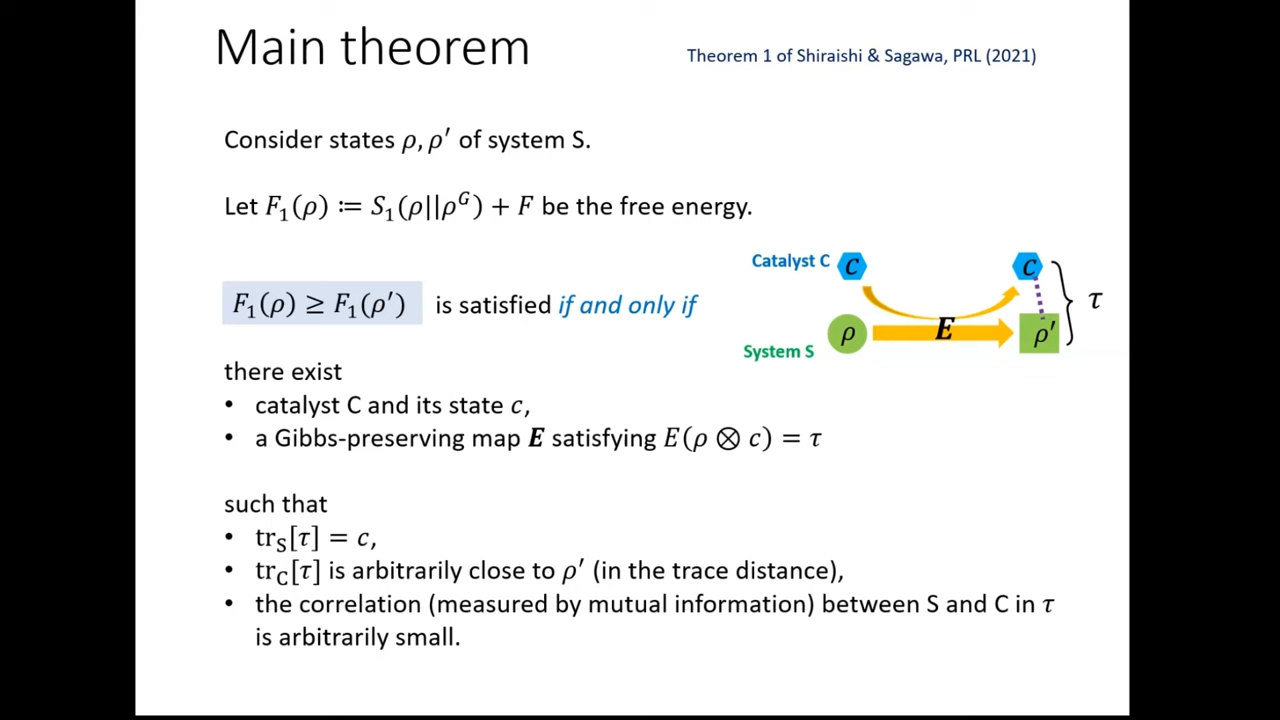 Main theorem
Theorem 1 of Shiraishi & Sagawa, PRL (2021)
Consider states ρ, ρ′ of system S.
Let F₁(ρ) ≔ S₁(ρ||ρᴳ) + F be the free energy.
Catalyst C C C
F₁(ρ) ≥ F₁(ρ′) is satisfied if and only if
τ
ρ E ρ′
System S
there exist
• catalyst C and its state c,
• a Gibbs-preserving map E satisfying E(ρ ⊗ c) = τ
such that
• tr_S[τ] = c,
• tr_C[τ] is arbitrarily close to ρ′ (in the trace distance),
• the correlation (measured by mutual information) between S and C in τ
is arbitrarily small.